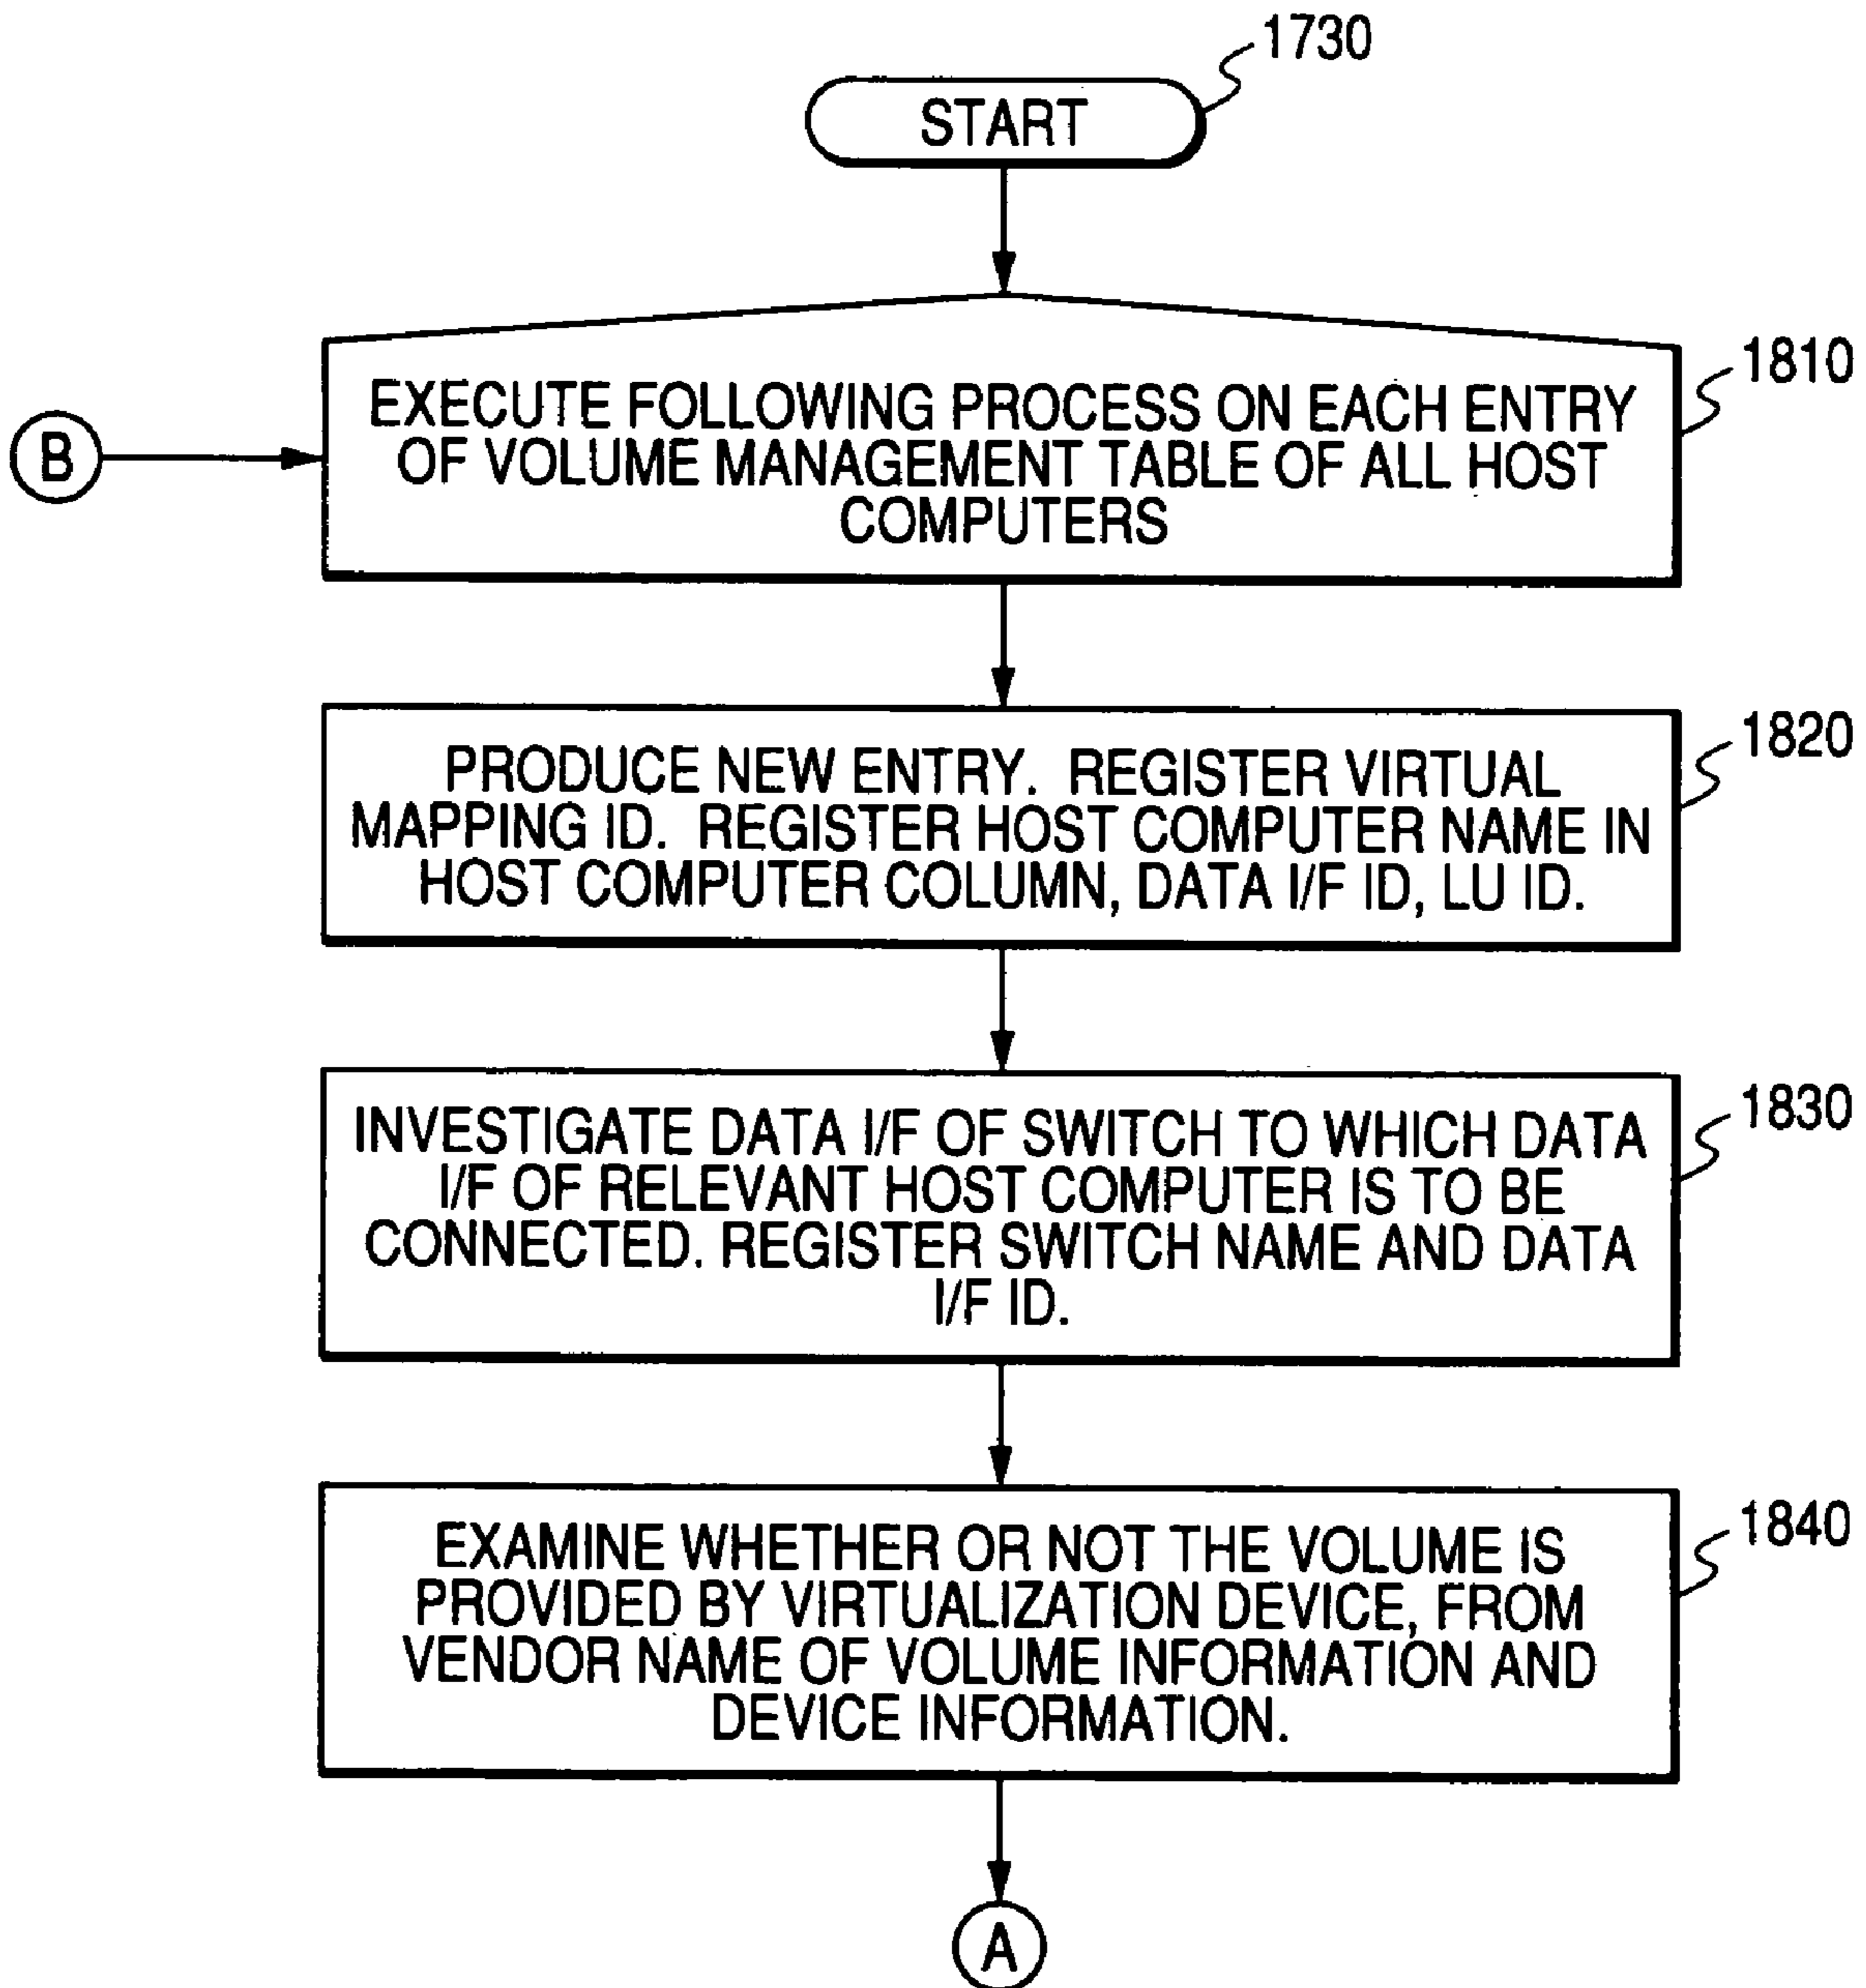 1730
START
1810
EXECUTE FOLLOWING PROCESS ON EACH ENTRY
OF VOLUME MANAGEMENT TABLE OF ALL HOST
COMPUTERS
B
1820
PRODUCE NEW ENTRY. REGISTER VIRTUAL
MAPPING ID. REGISTER HOST COMPUTER NAME IN
HOST COMPUTER COLUMN, DATA I/F ID, LU ID.
1830
INVESTIGATE DATA I/F OF SWITCH TO WHICH DATA
I/F OF RELEVANT HOST COMPUTER IS TO BE
CONNECTED. REGISTER SWITCH NAME AND DATA
I/F ID.
1840
EXAMINE WHETHER OR NOT THE VOLUME IS
PROVIDED BY VIRTUALIZATION DEVICE, FROM
VENDOR NAME OF VOLUME INFORMATION AND
DEVICE INFORMATION.
A